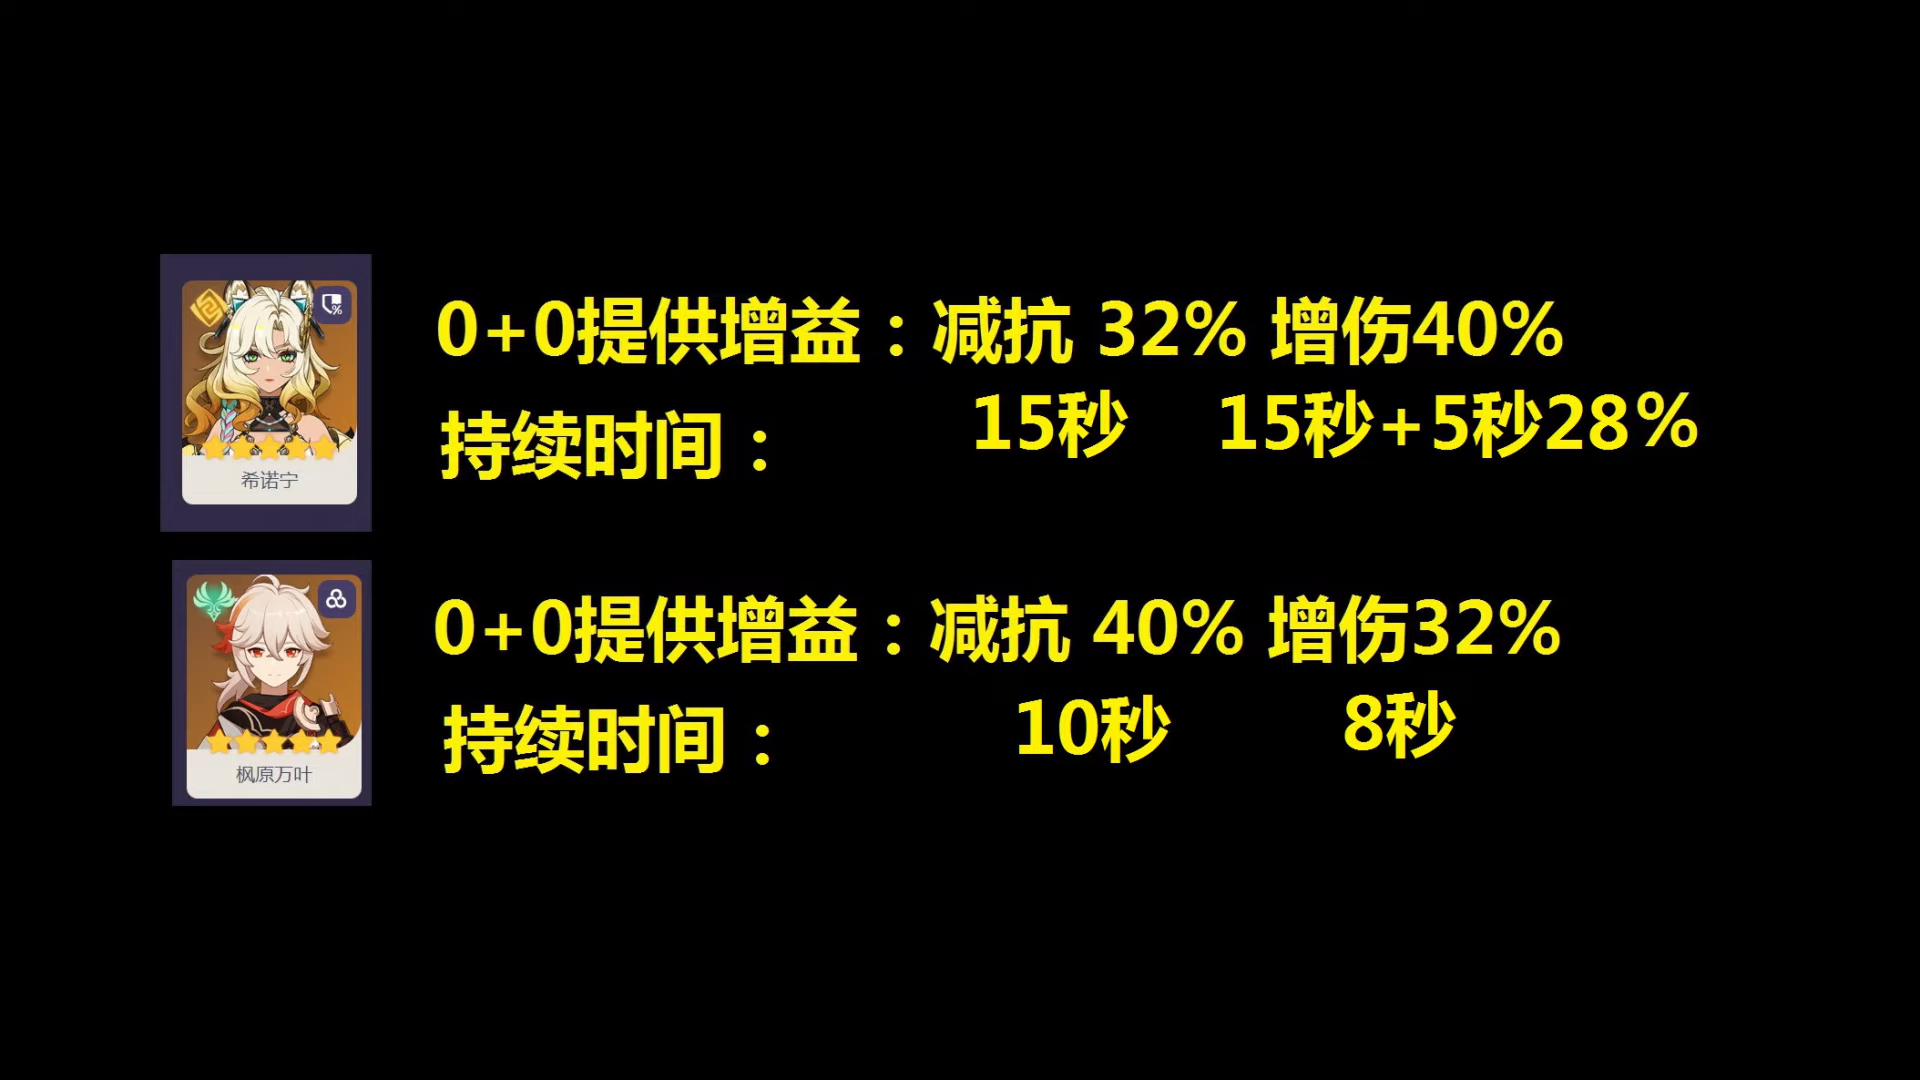 0+0提供增益：减抗 32% 增伤40%
持续时间： 15秒 15秒+5秒28%
希诺宁
0+0提供增益：减抗 40% 增伤32%
持续时间： 10秒 8秒
枫原万叶